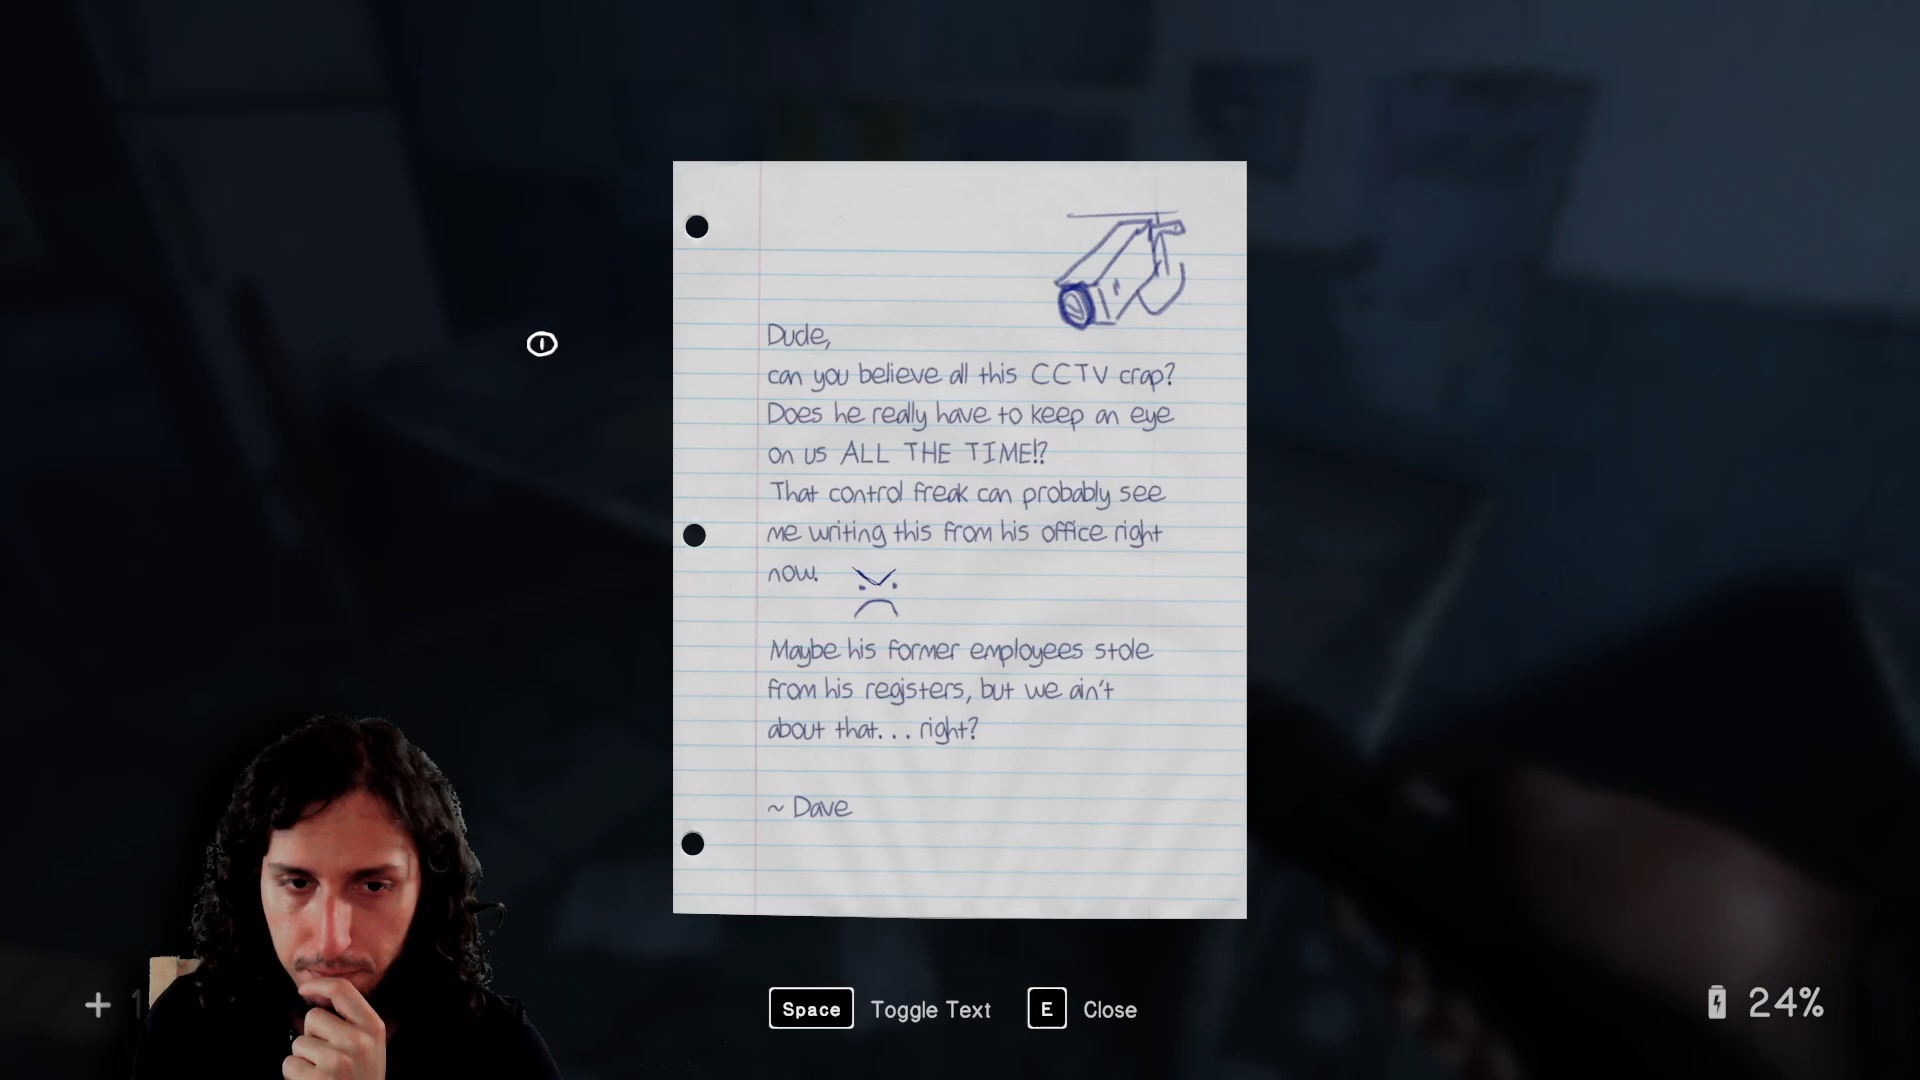 Dude,
can you believe all this CCTV crap?
Does he really have to keep an eye
on us ALL THE TIME!?
That control freak can probably see
me writing this from his office right
now.
Maybe his former employees stole
from his registers, but we ain't
about that... right?
~ Dave
+ 1
Space Toggle Text E Close
24%